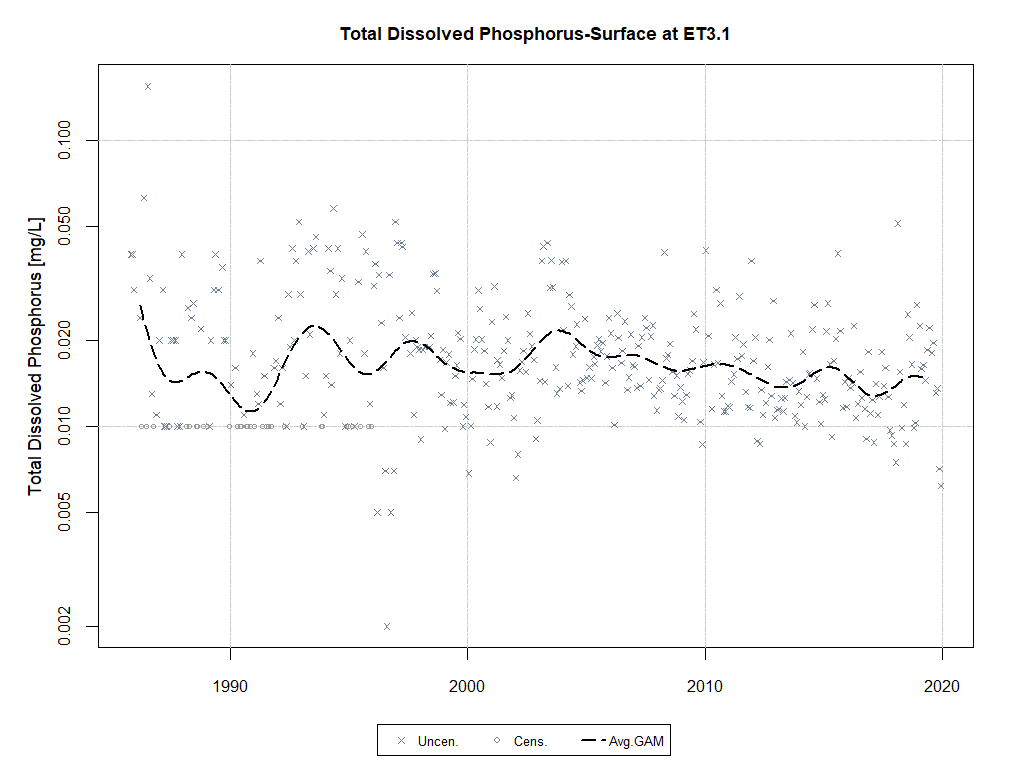 Total Dissolved Phosphorus-Surface at ET3.1
Total Dissolved Phosphorus [mg/L]
0.100
0.050
0.020
0.010
0.005
0.002
1990 2000 2010 2020
Uncen. Cens. Avg.GAM